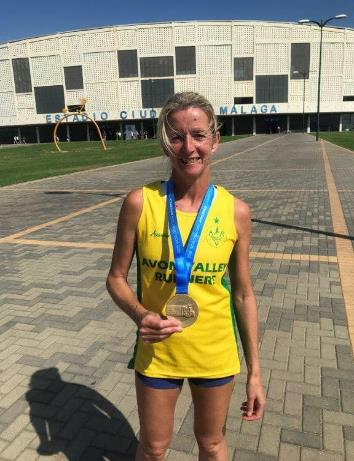 ESTADIO CIUDAD DE MALAGA
AVON VALLEY
RUNNERS